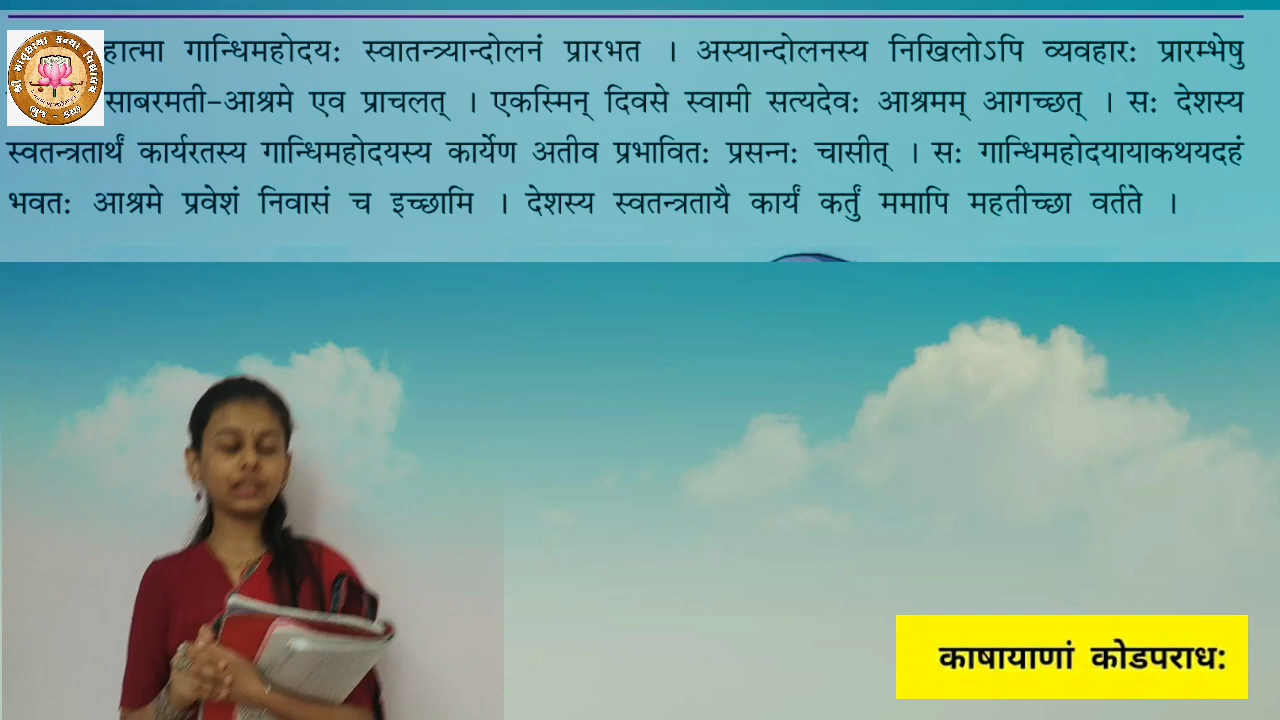 हात्मा गान्धिमहोदयः स्वातन्त्र्यान्दोलनं प्रारभत । अस्यान्दोलनस्य निखिलोऽपि व्यवहारः प्रारम्भेषु
साबरमती-आश्रमे एव प्राचलत् । एकस्मिन् दिवसे स्वामी सत्यदेवः आश्रमम् आगच्छत् । सः देशस्य
स्वतन्त्रतार्थं कार्यरतस्य गान्धिमहोदयस्य कार्येण अतीव प्रभावितः प्रसन्नः चासीत् । सः गान्धिमहोदयायाकथयदहं
भवतः आश्रमे प्रवेशं निवासं च इच्छामि । देशस्य स्वतन्त्रतायै कार्यं कर्तुं ममापि महतीच्छा वर्तते ।
काषायाणां कोडपराधः